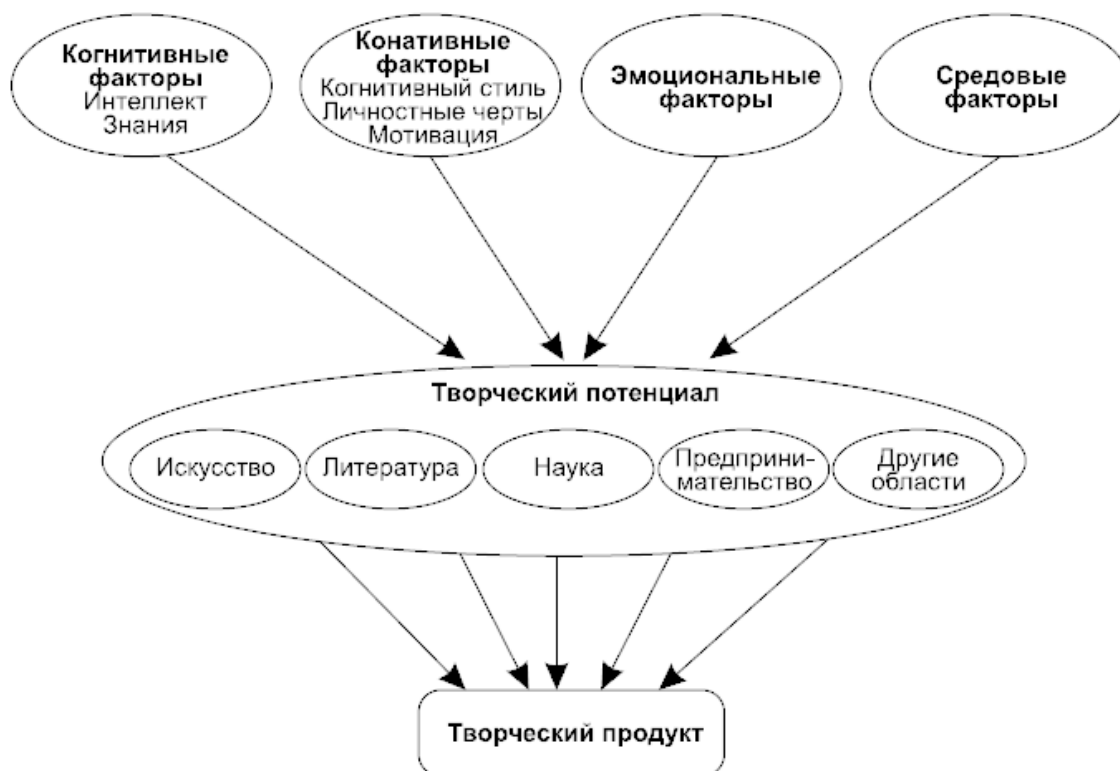 Когнитивные
факторы
Интеллект
Знания
Конативные
факторы
Когнитивный стиль
Личностные черты
Мотивация
Эмоциональные
факторы
Средовые
факторы
Творческий потенциал
Искусство
Литература
Наука
Предприни-
мательство
Другие
области
Творческий продукт